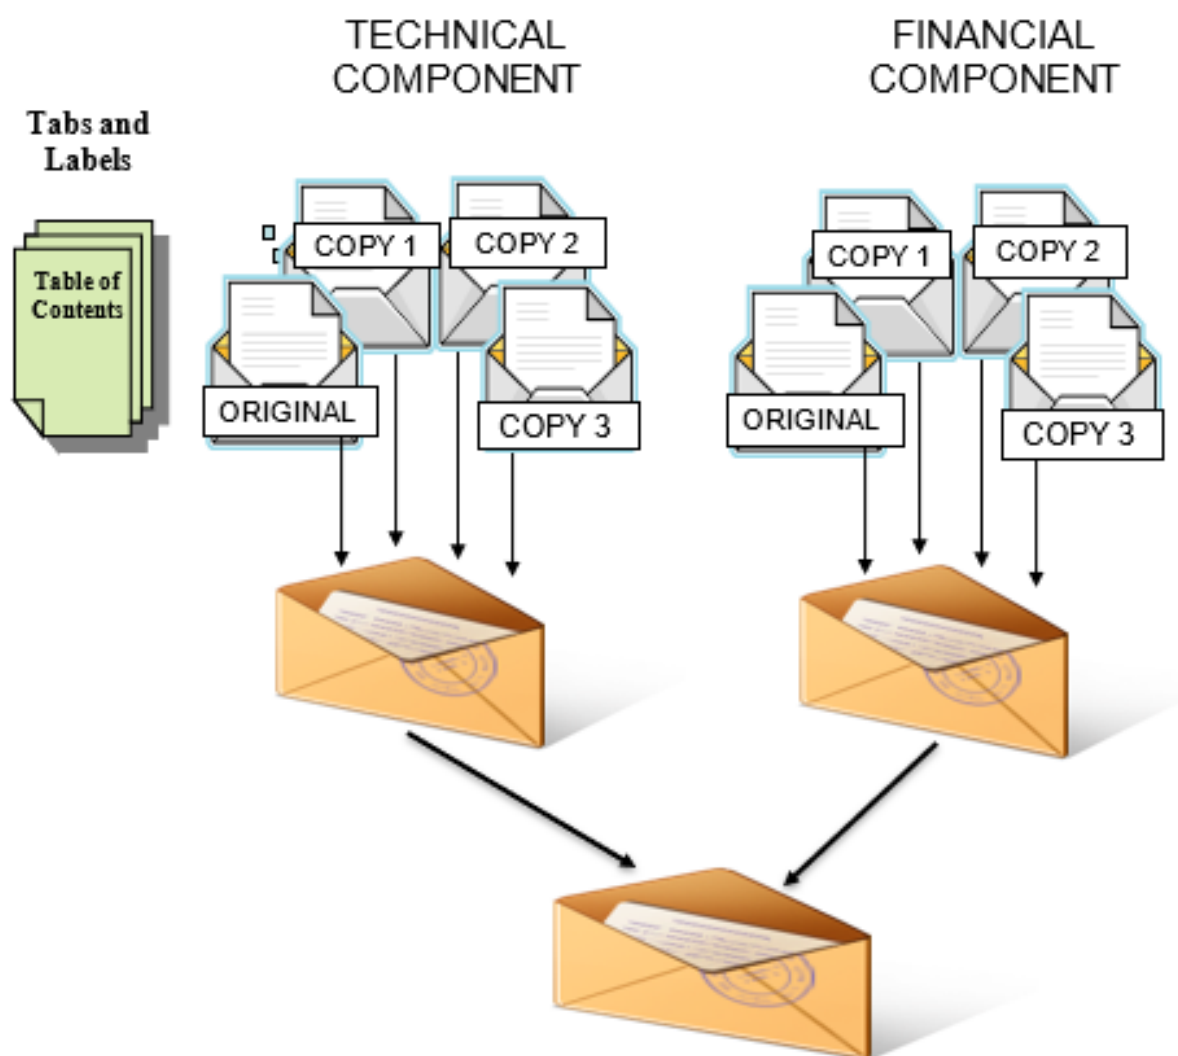 TECHNICAL
COMPONENT
FINANCIAL
COMPONENT
Tabs and
Labels
Table of
Contents
COPY 1
COPY 2
ORIGINAL
COPY 3
COPY 1
COPY 2
ORIGINAL
COPY 3